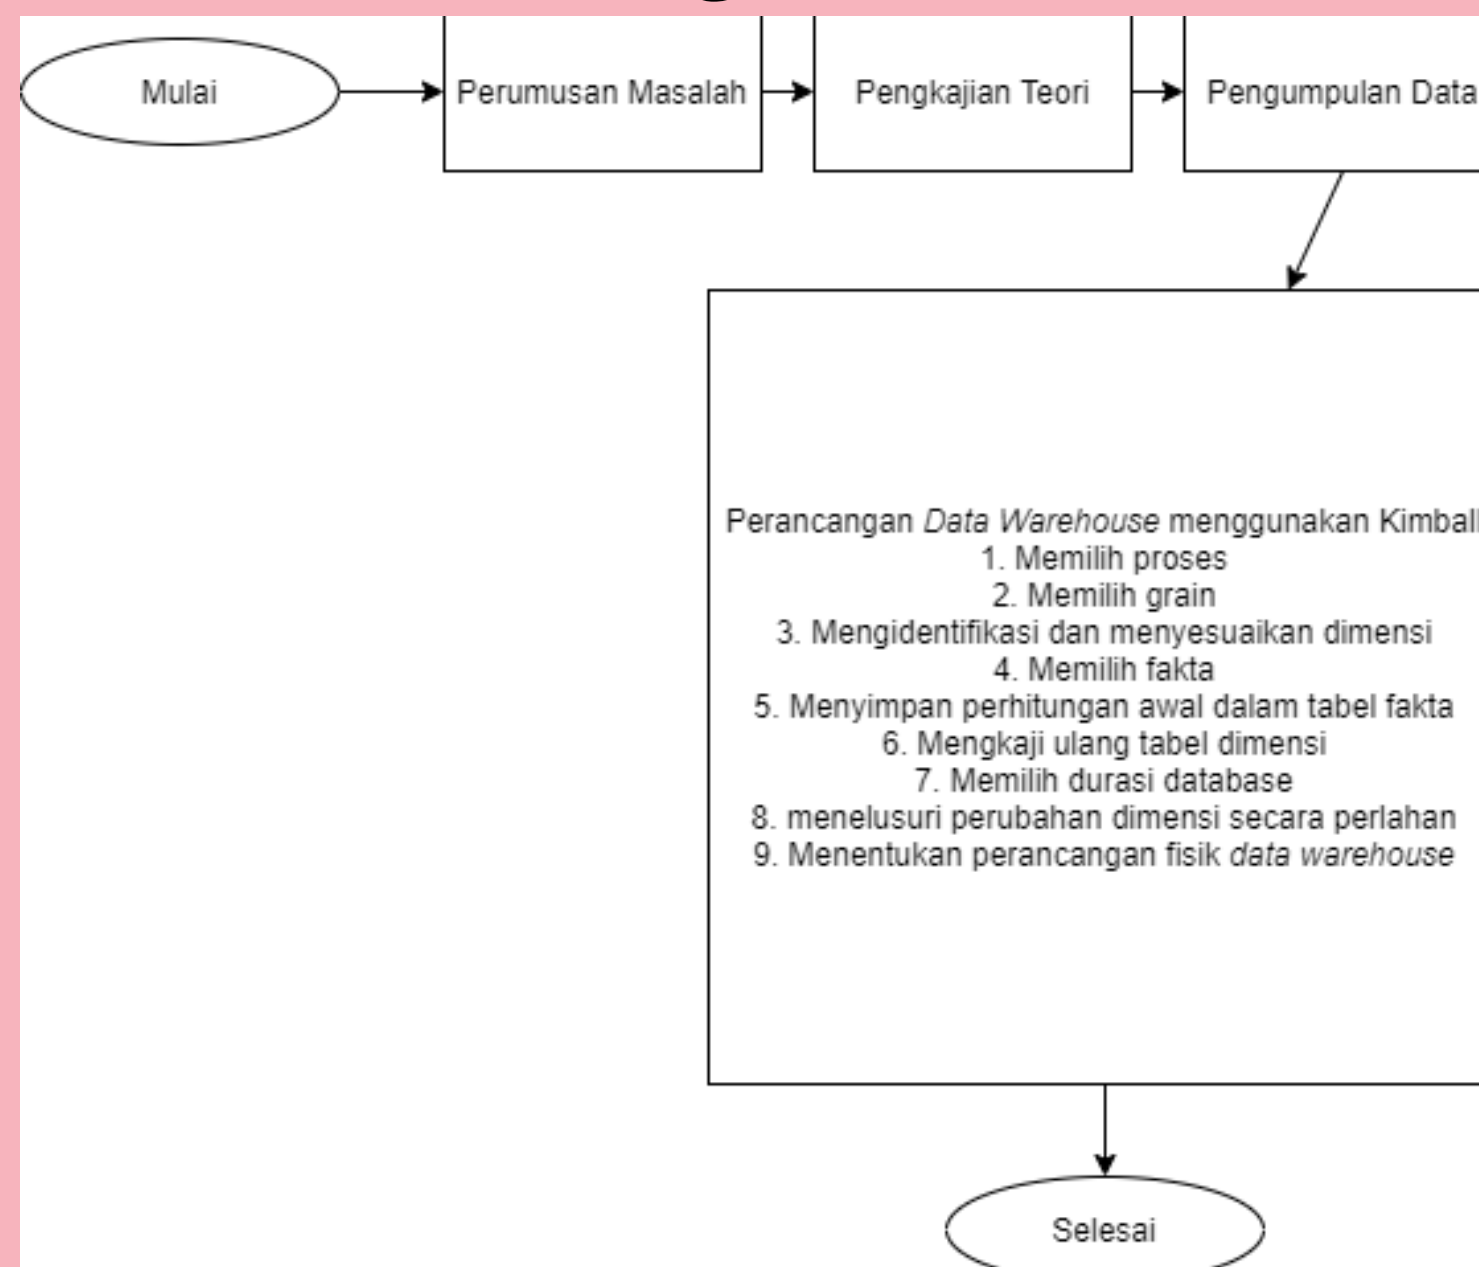 Mulai
Perumusan Masalah
Pengkajian Teori
Pengumpulan Data
Perancangan Data Warehouse menggunakan Kimball
1. Memilih proses
2. Memilih grain
3. Mengidentifikasi dan menyesuaikan dimensi
4. Memilih fakta
5. Menyimpan perhitungan awal dalam tabel fakta
6. Mengkaji ulang tabel dimensi
7. Memilih durasi database
8. menelusuri perubahan dimensi secara perlahan
9. Menentukan perancangan fisik data warehouse
Selesai